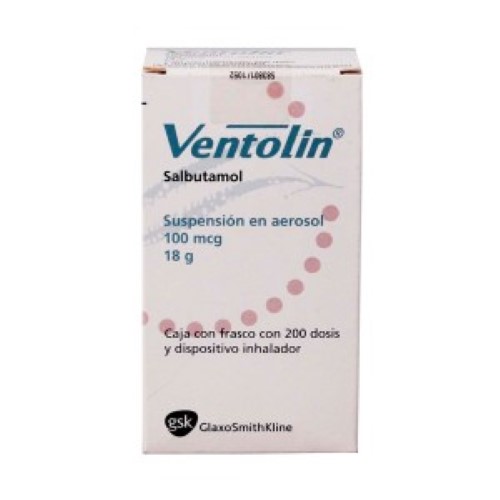 Ventolin®
Salbutamol
Suspensión en aerosol
100 mcg
18 g
Caja con frasco con 200 dosis
y dispositivo inhalador
gsk GlaxoSmithKline